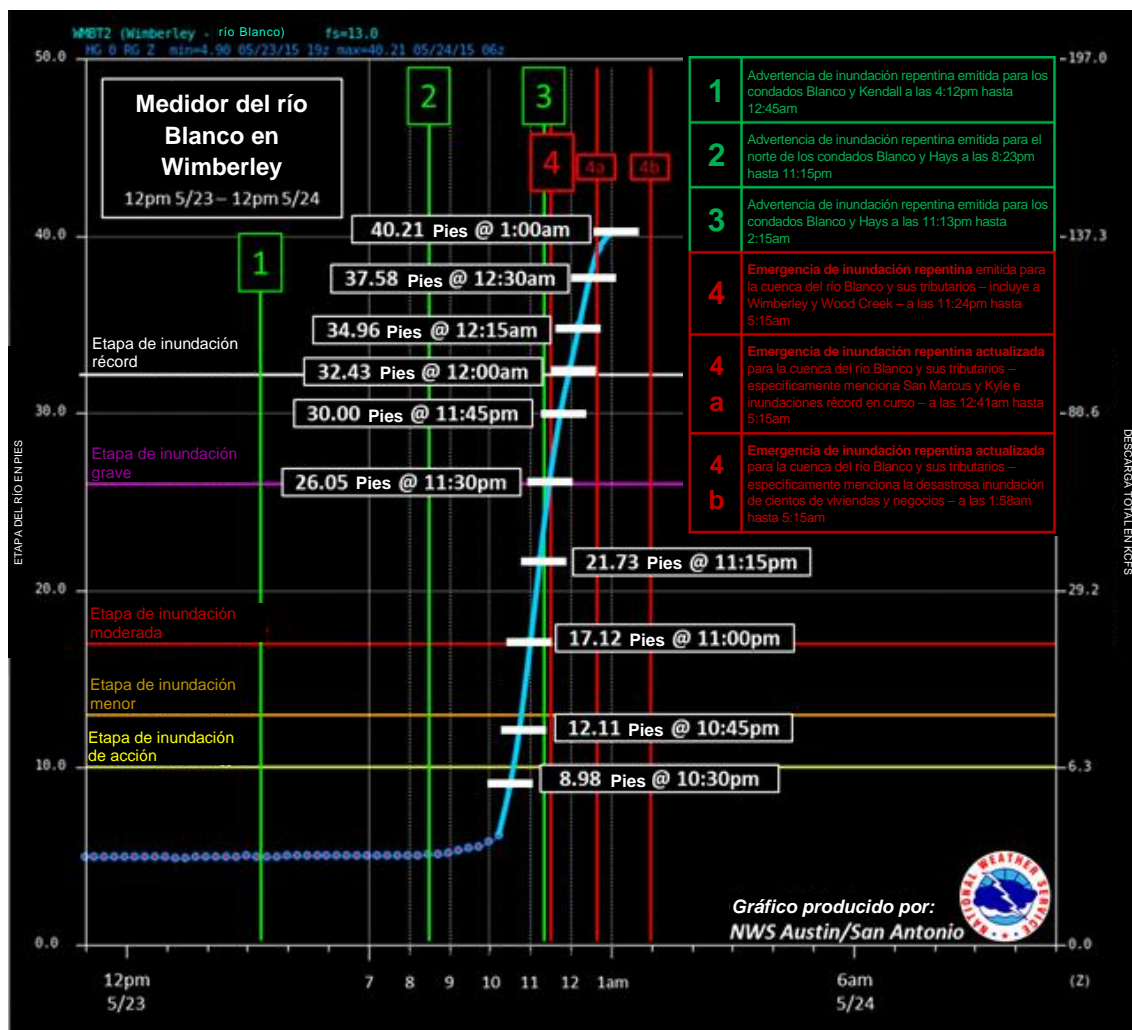 WMBT2 (Wimberley - río Blanco) fs=13.0
HG 0 RG Z min=4.90 05/23/15 19z max=40.21 05/24/15 06z
50.0
40.0
30.0
20.0
10.0
0.0
ETAPA DEL RÍO EN PIES
Medidor del río
Blanco en
Wimberley
12pm 5/23 – 12pm 5/24
1
2
3
4
4a
4b
Etapa de inundación
récord
Etapa de inundación
grave
Etapa de inundación
moderada
Etapa de inundación
menor
Etapa de inundación
de acción
40.21 Pies @ 1:00am
37.58 Pies @ 12:30am
34.96 Pies @ 12:15am
32.43 Pies @ 12:00am
30.00 Pies @ 11:45pm
26.05 Pies @ 11:30pm
21.73 Pies @ 11:15pm
17.12 Pies @ 11:00pm
12.11 Pies @ 10:45pm
8.98 Pies @ 10:30pm
1
Advertencia de inundación repentina emitida para los
condados Blanco y Kendall a las 4:12pm hasta
12:45am
2
Advertencia de inundación repentina emitida para el
norte de los condados Blanco y Hays a las 8:23pm
hasta 11:15pm
3
Advertencia de inundación repentina emitida para los
condados Blanco y Hays a las 11:13pm hasta
2:15am
4
Emergencia de inundación repentina emitida para
la cuenca del río Blanco y sus tributarios – incluye a
Wimberley y Wood Creek – a las 11:24pm hasta
5:15am
4
a
Emergencia de inundación repentina actualizada
para la cuenca del río Blanco y sus tributarios –
específicamente menciona San Marcus y Kyle e
inundaciones récord en curso – a las 12:41am hasta
5:15am
4
b
Emergencia de inundación repentina actualizada
para la cuenca del río Blanco y sus tributarios –
específicamente menciona la desastrosa inundación
de cientos de viviendas y negocios – a las 1:58am
hasta 5:15am
197.0
137.3
80.6
29.2
6.3
0.0
DESCARGA TOTAL EN KCFS
Gráfico producido por:
NWS Austin/San Antonio
NATIONAL WEATHER SERVICE
12pm
5/23
7 8 9 10 11 12 1am
6am
5/24
(Z)